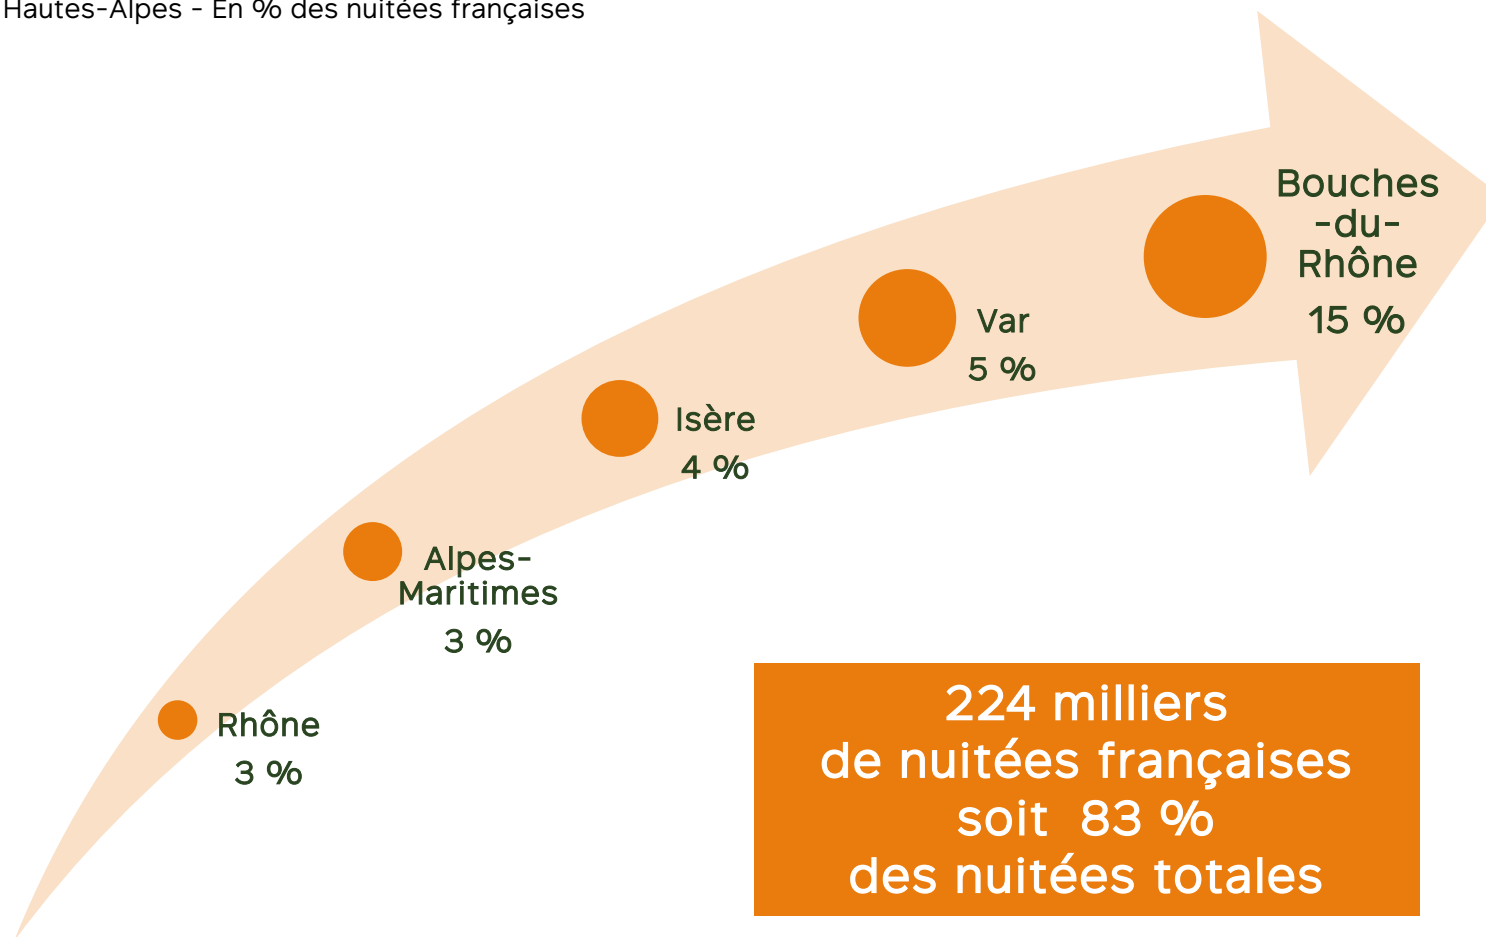 Hautes-Alpes - En % des nuitées françaises
Bouches
-du-
Rhône
15 %
Var
5 %
Isère
4 %
Alpes-
Maritimes
3 %
Rhône
3 %
224 milliers
de nuitées françaises
soit 83 %
des nuitées totales